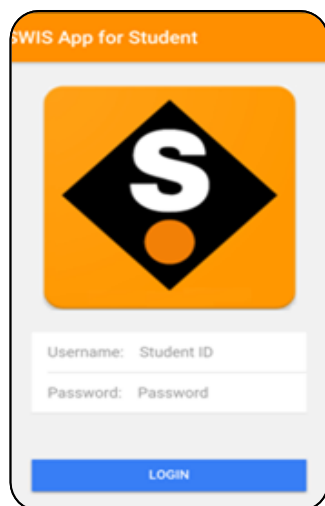 SWIS App for Student
S
Username: Student ID
Password: Password
LOGIN